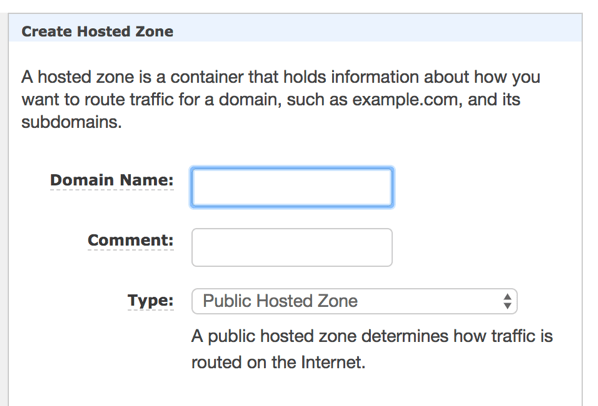 Create Hosted Zone
A hosted zone is a container that holds information about how you
want to route traffic for a domain, such as example.com, and its
subdomains.
Domain Name:
Comment:
Type: Public Hosted Zone
A public hosted zone determines how traffic is
routed on the Internet.